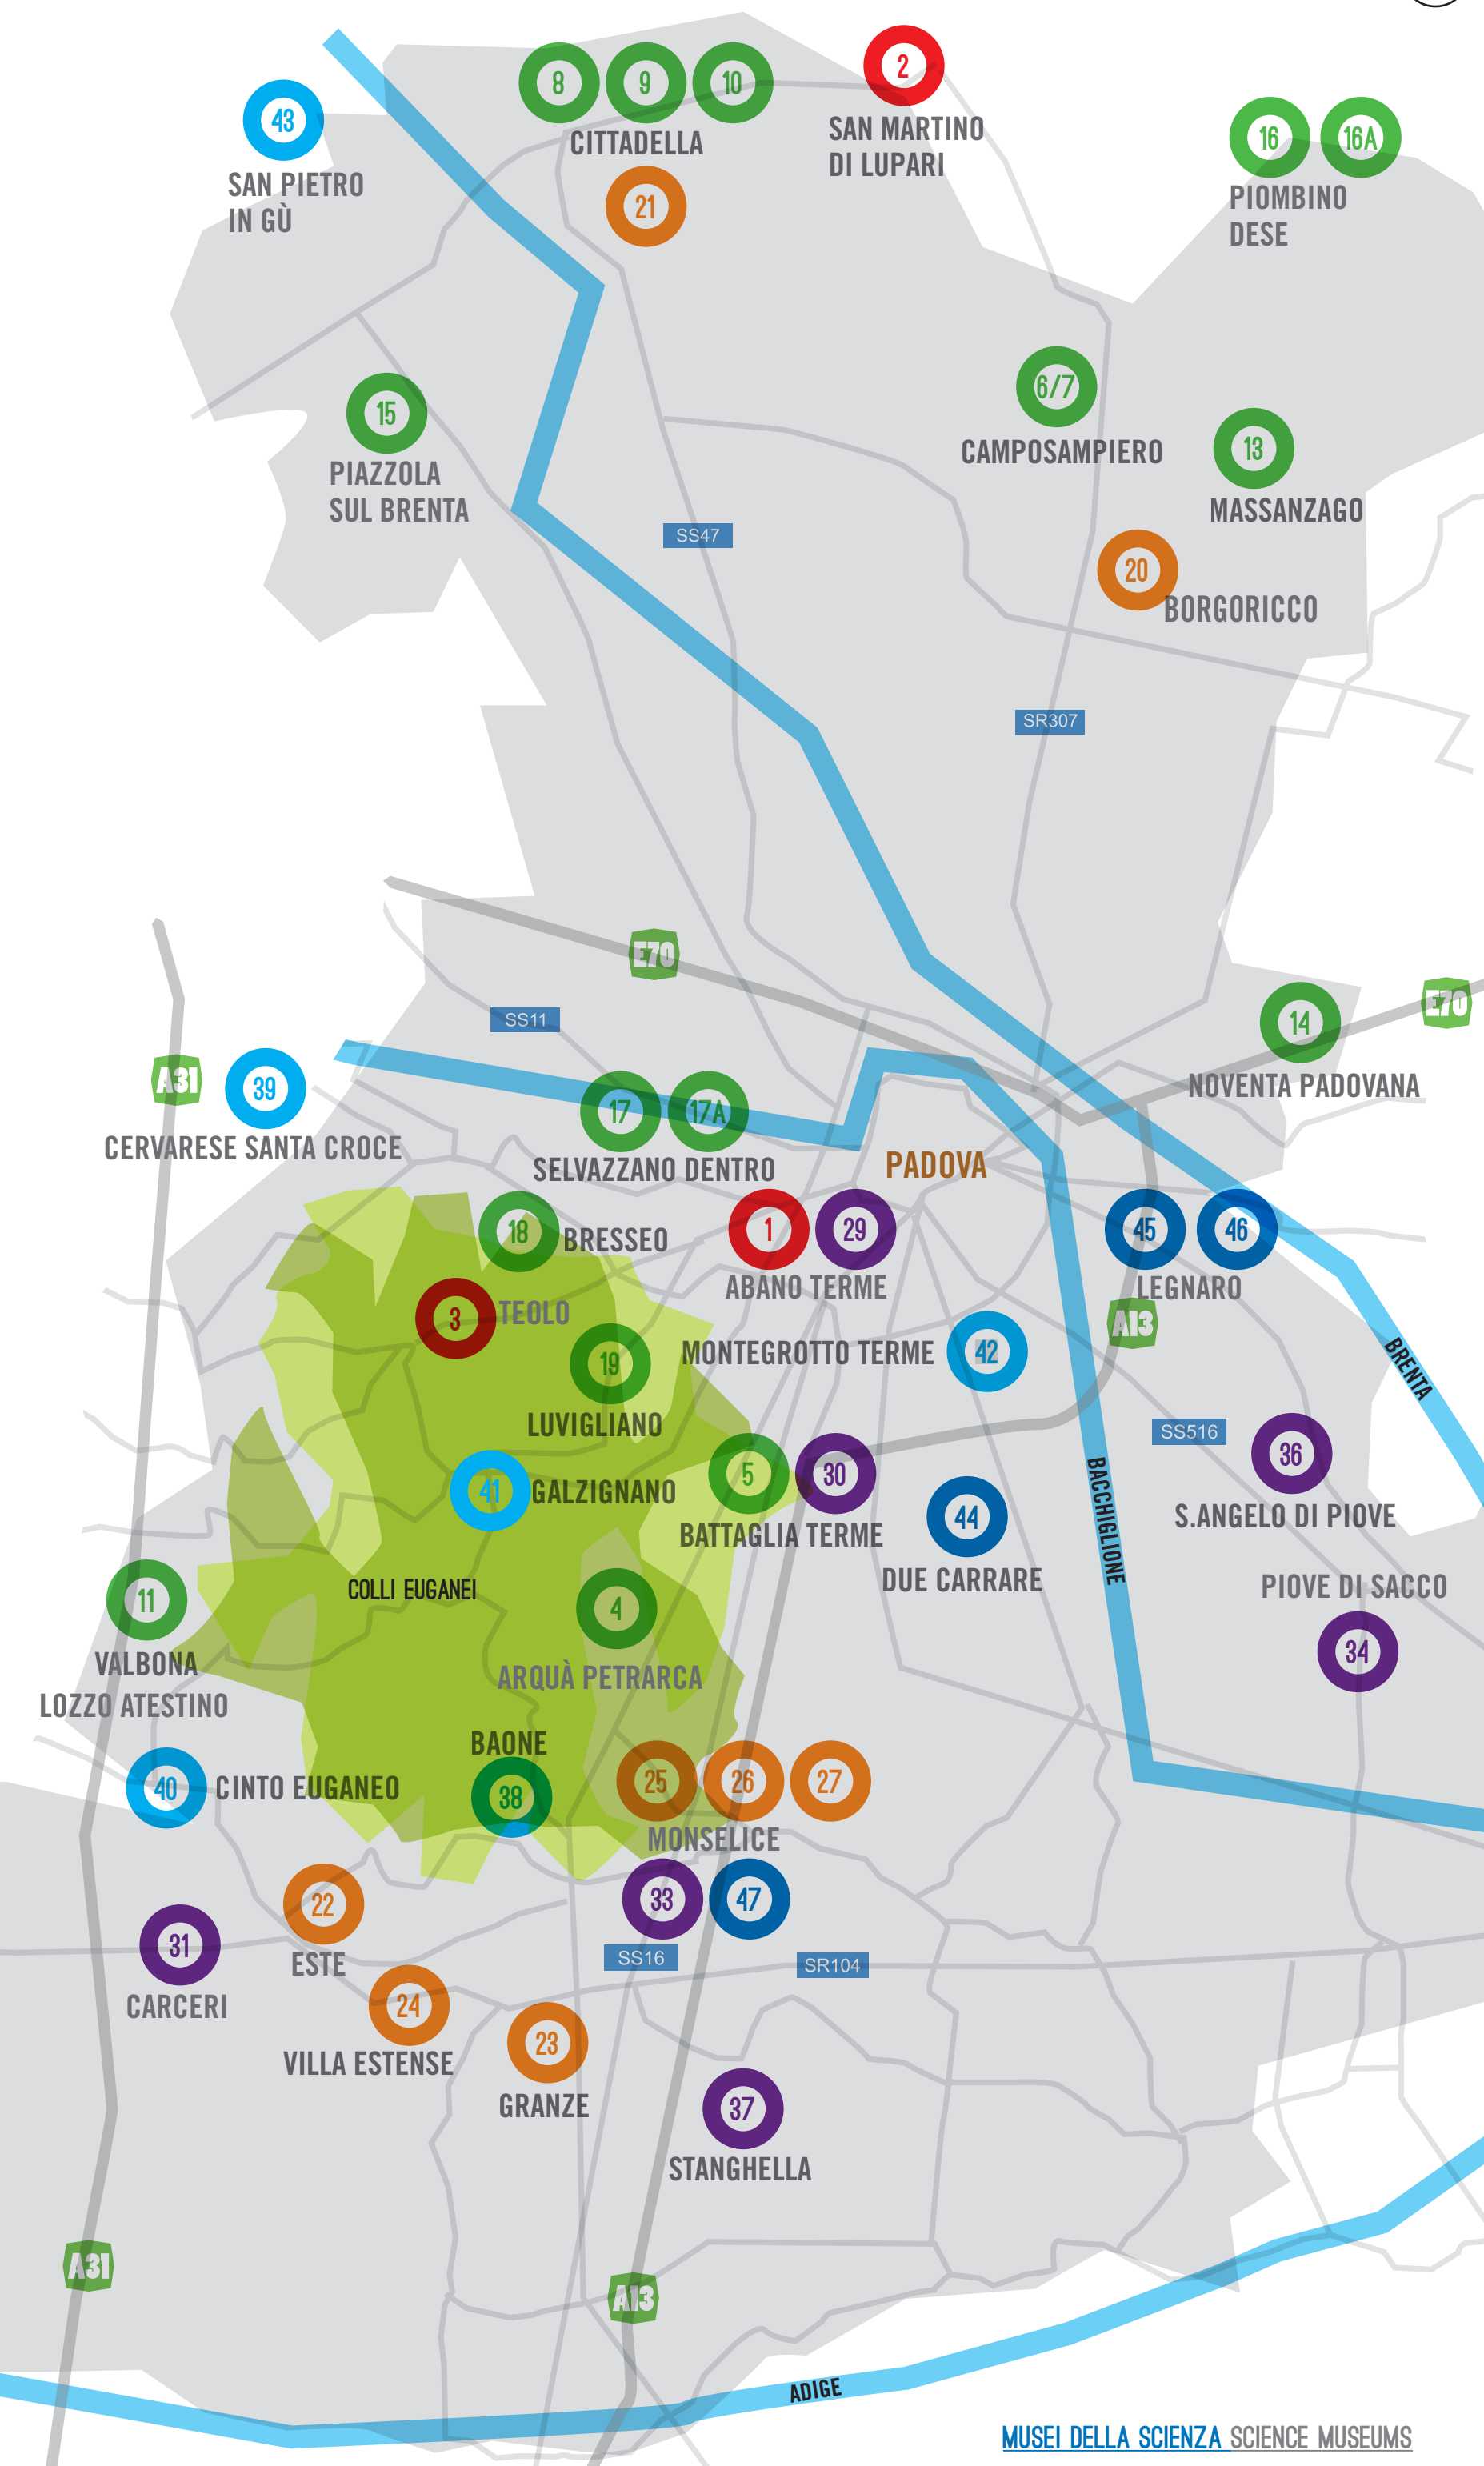 8
9
10
2
43
CITTADELLA
SAN MARTINO
DI LUPARI
16
16A
SAN PIETRO
IN GÙ
21
PIOMBINO
DESE
6/7
15
CAMPOSAMPIERO
13
PIAZZOLA
SUL BRENTA
MASSANZAGO
SS47
20
BORGORICCO
SR307
E70
E70
SS11
14
A31
39
NOVENTA PADOVANA
17
17A
CERVARESE SANTA CROCE
SELVAZZANO DENTRO
PADOVA
18
BRESSEO
1
29
45
46
ABANO TERME
LEGNARO
3
TEOLO
A13
19
MONTEGROTTO TERME
42
BRENTA
LUVIGLIANO
SS516
36
5
30
41
GALZIGNANO
BACCHIGLIONE
44
S.ANGELO DI PIOVE
BATTAGLIA TERME
DUE CARRARE
COLLI EUGANEI
PIOVE DI SACCO
11
4
34
VALBONA
LOZZO ATESTINO
ARQUÀ PETRARCA
BAONE
25
26
27
40
CINTO EUGANEO
38
MONSELICE
22
33
47
31
ESTE
SS16
SR104
CARCERI
24
23
VILLA ESTENSE
GRANZE
37
STANGHELLA
A31
A13
ADIGE
MUSEI DELLA SCIENZA SCIENCE MUSEUMS